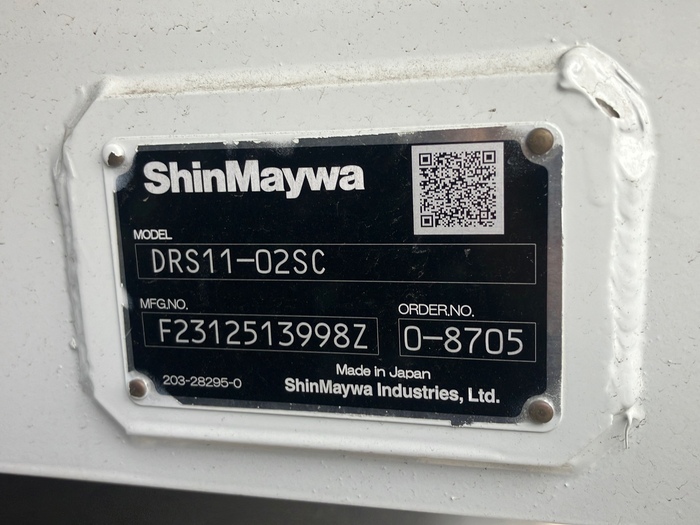 ShinMaywa
MODEL
DRS11-02SC
MFG.NO.
F2312513998Z
ORDER.NO.
0-8705
203-28295-0
Made in Japan
ShinMaywa Industries, Ltd.